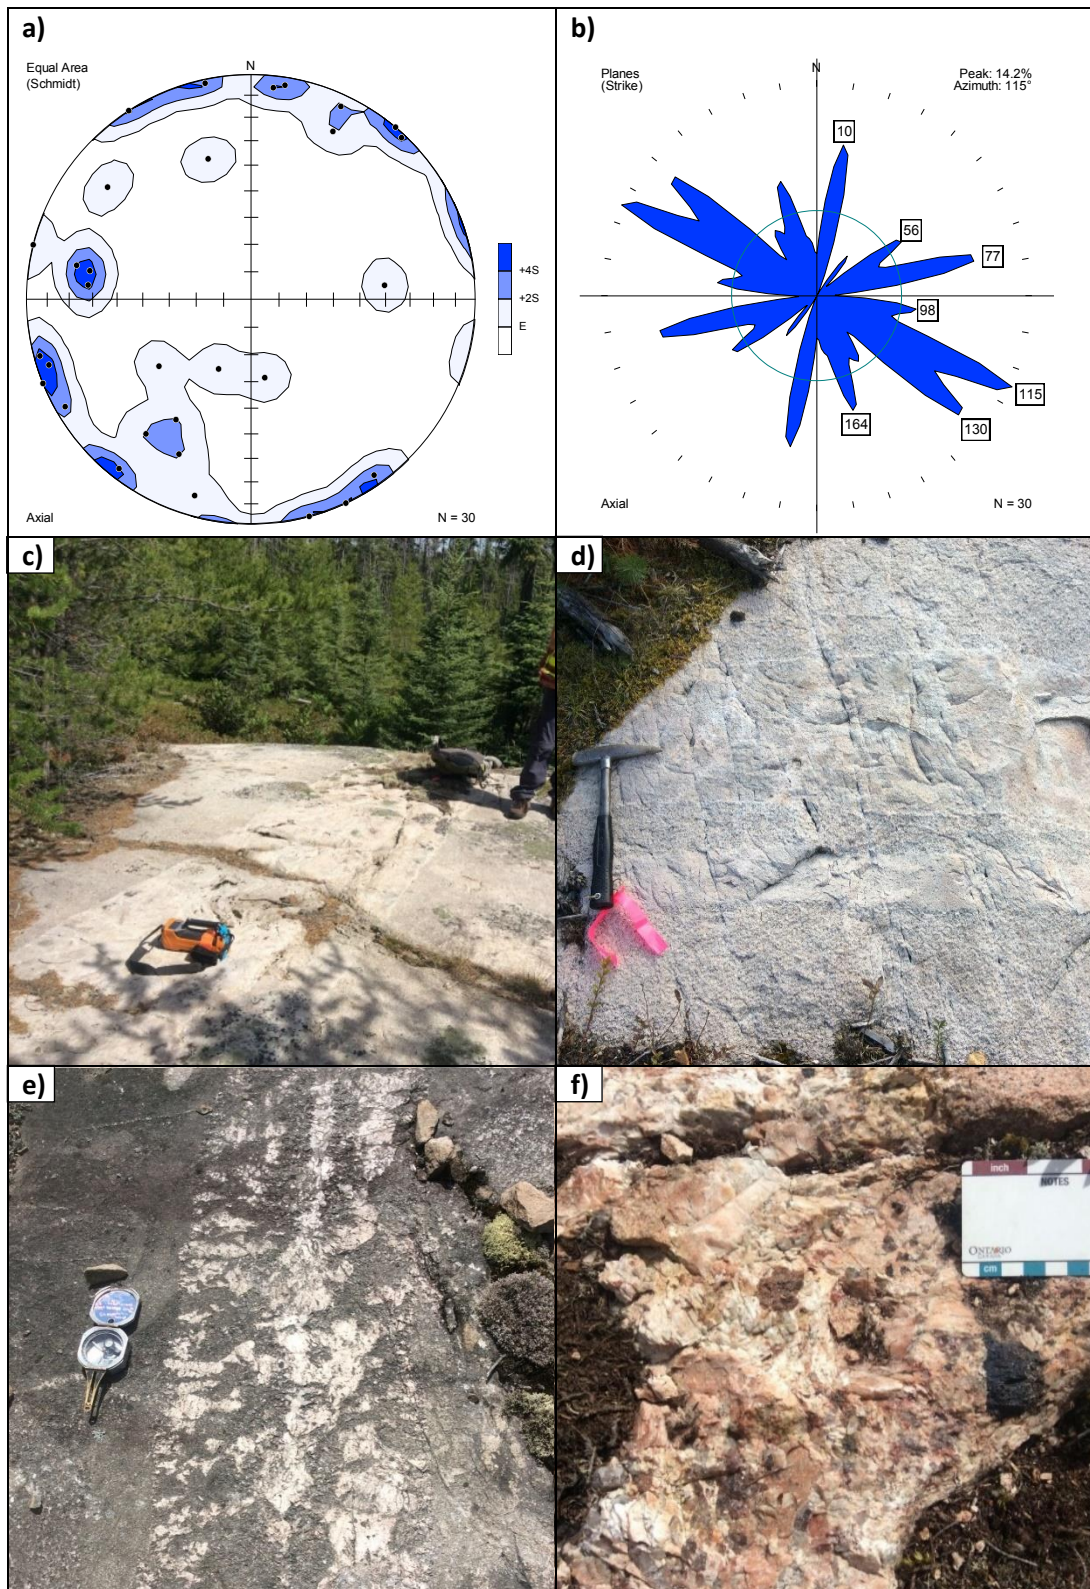 a)
Equal Area
(Schmidt)
N
+4S
+2S
E
Axial
N = 30
b)
Planes
(Strike)
N
Peak: 14.2%
Azimuth: 115°
10
56
77
98
115
130
164
Axial
N = 30
c)
d)
e)
f)
inch
NOTES
ONTARIO
cm